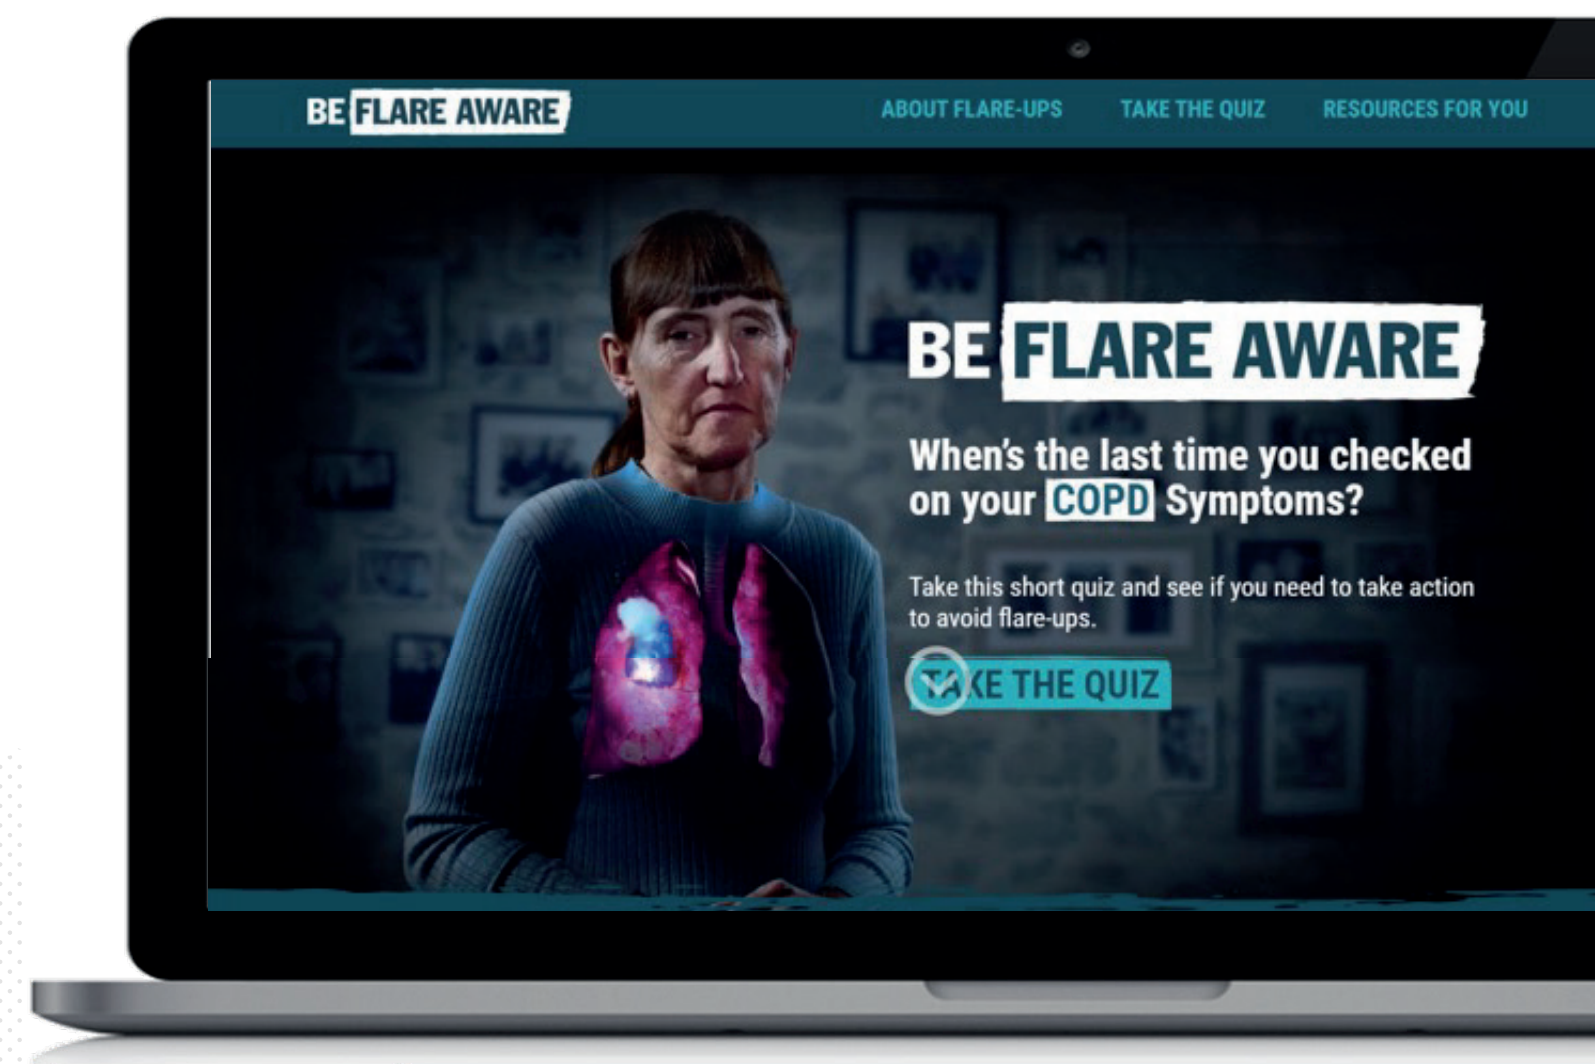 BE FLARE AWARE
ABOUT FLARE-UPS
TAKE THE QUIZ
RESOURCES FOR YOU
BE FLARE AWARE
When's the last time you checked
on your COPD Symptoms?
Take this short quiz and see if you need to take action
to avoid flare-ups.
TAKE THE QUIZ